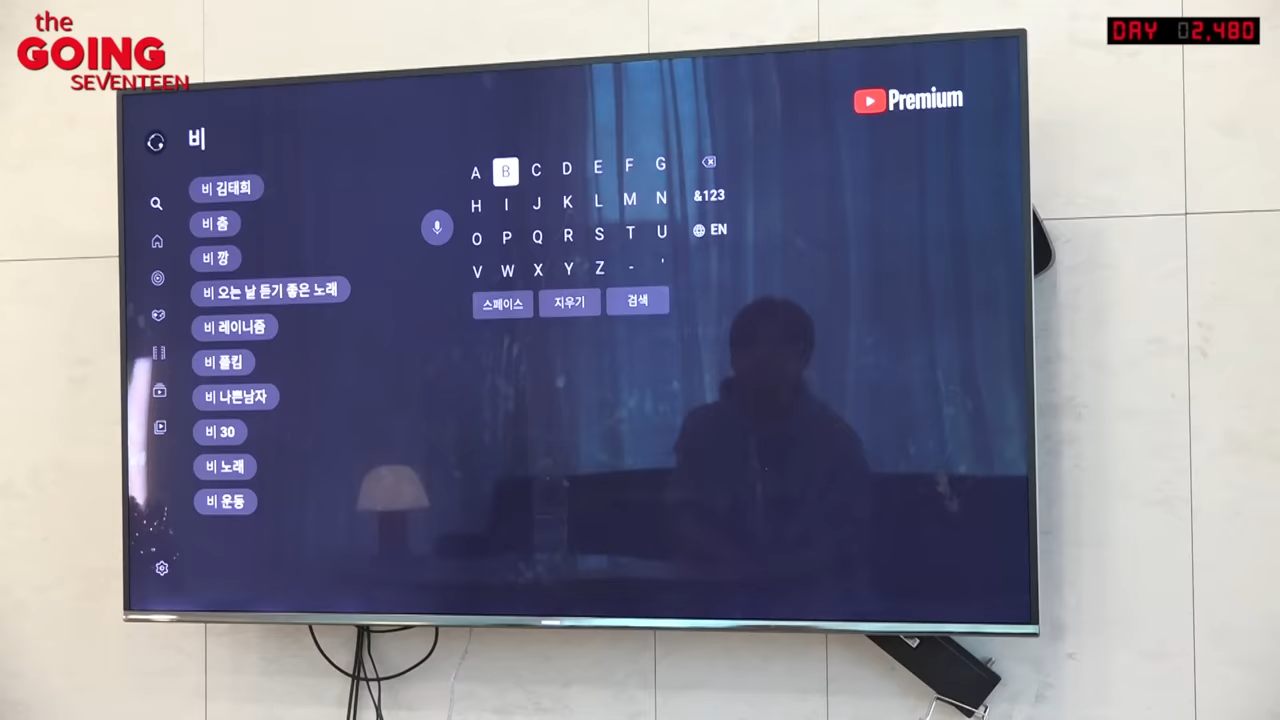 the
GOING
SEVENTEEN
DAY 02,480
Premium
비
비 김태희
비 춤
비 깡
비 오는 날 듣기 좋은 노래
비 레이니즘
비 폴킴
비 나쁜남자
비 30
비 노래
비 운동
A B C D E F G
H I J K L M N &123
O P Q R S T U EN
V W X Y Z - '
스페이스 지우기 검색